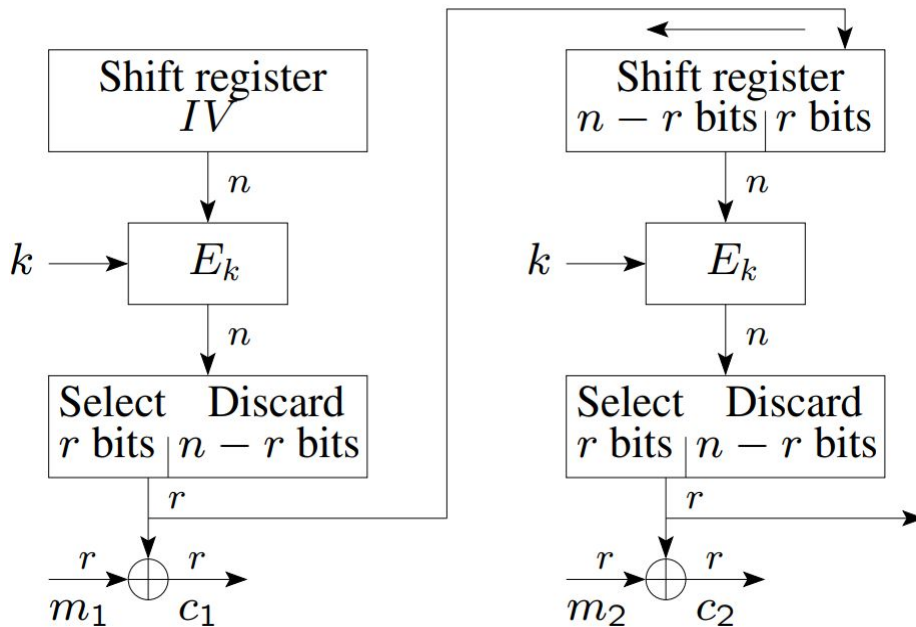 Shift register
IV
n
k
E_k
n
Select Discard
r bits n − r bits
r
r r
m_1 c_1
Shift register
n − r bits r bits
n
k
E_k
n
Select Discard
r bits n − r bits
r
r r
m_2 c_2